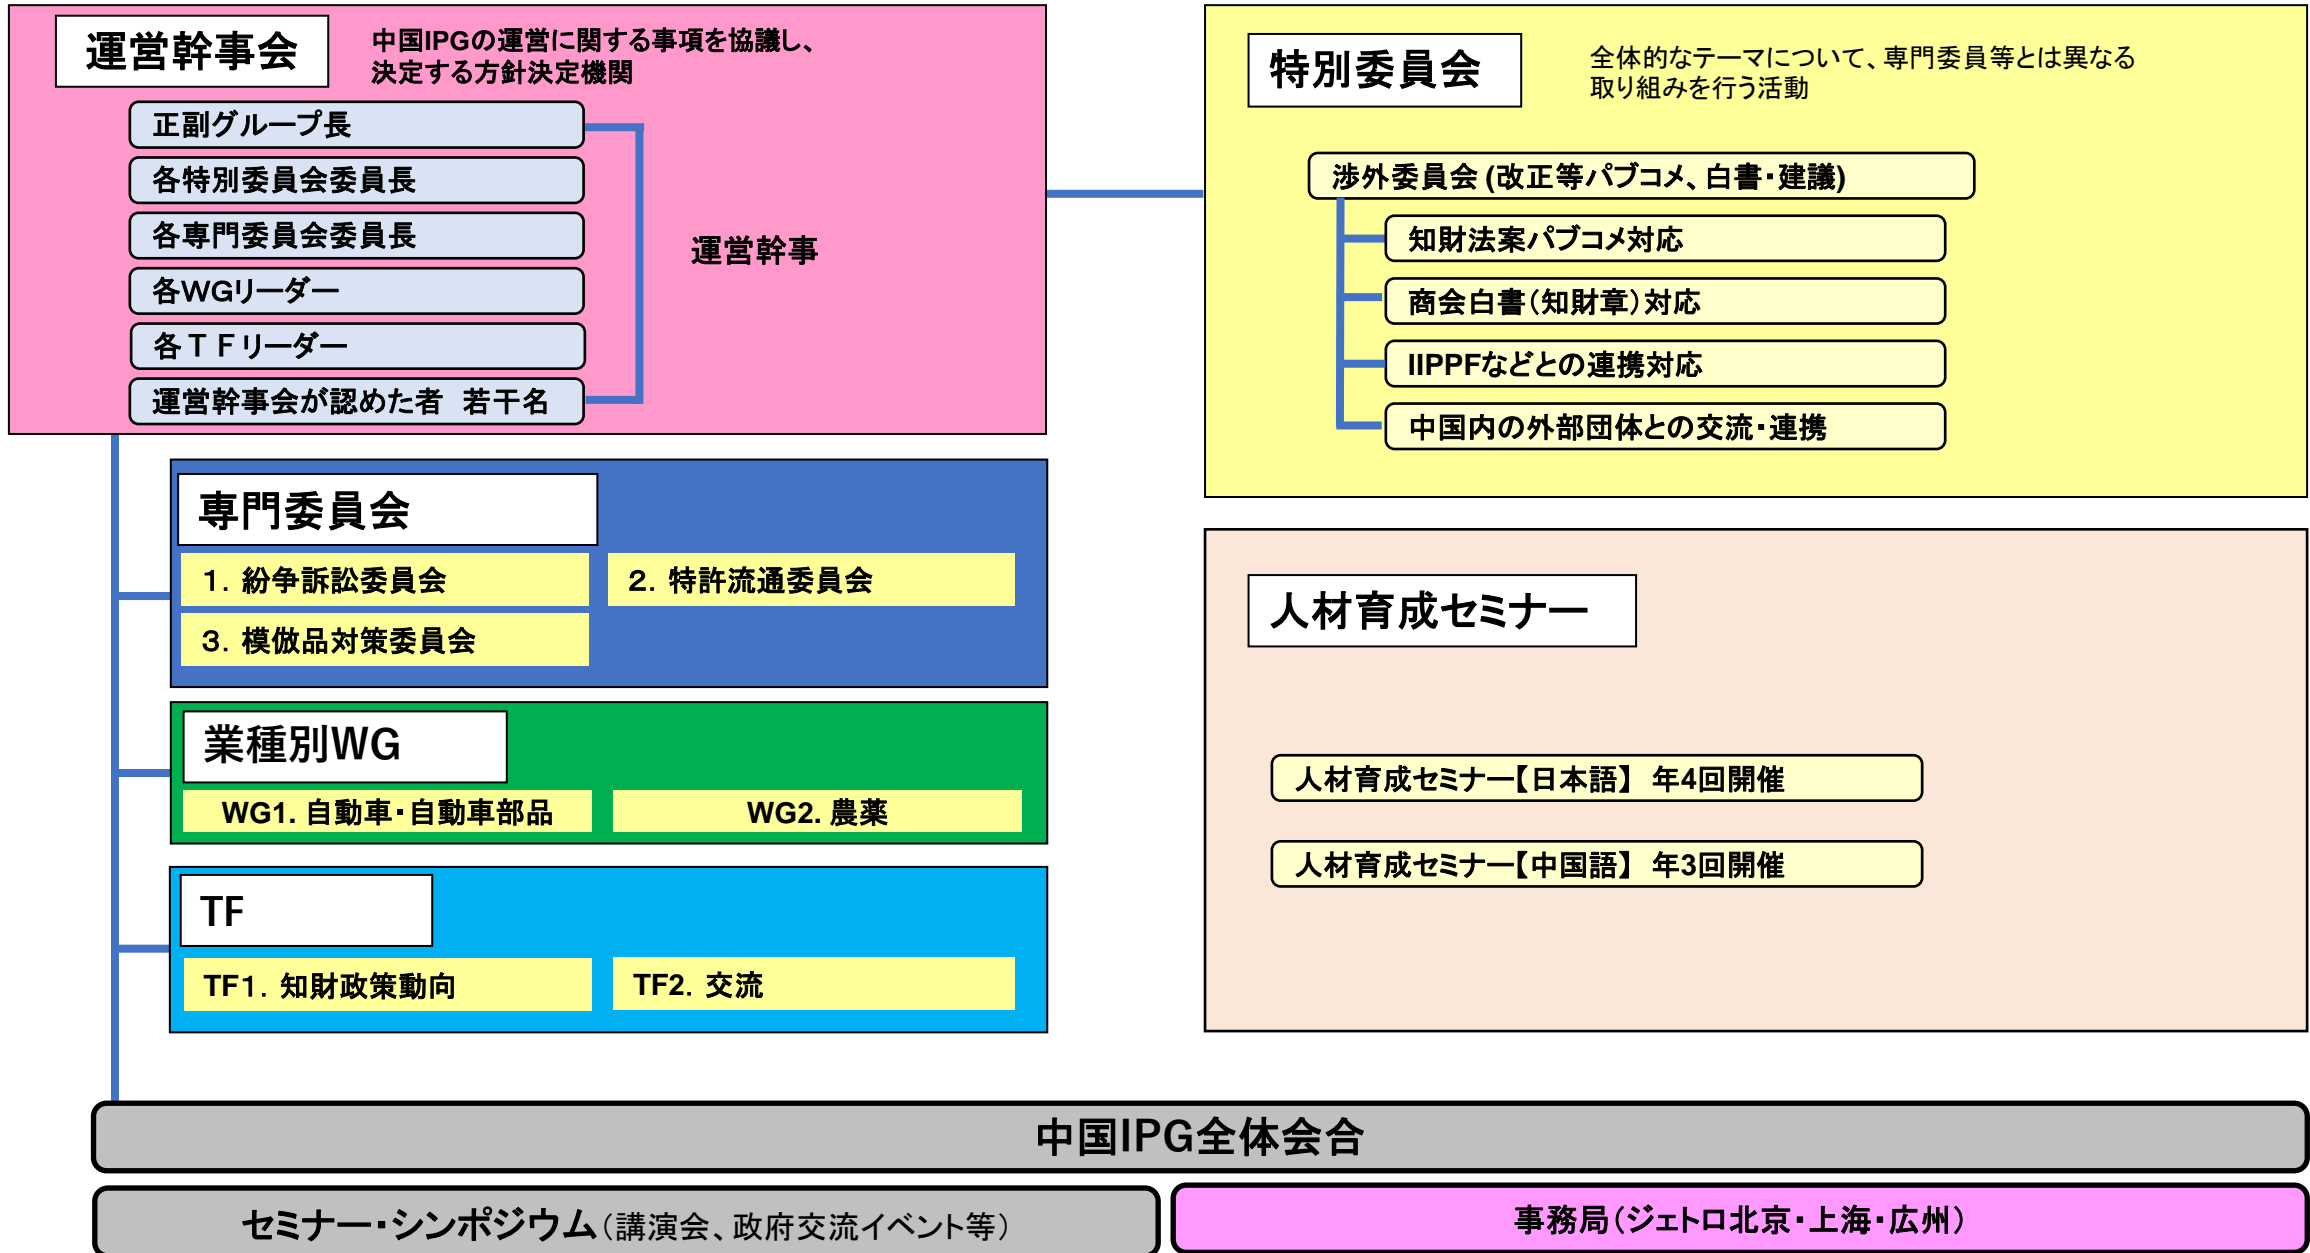 運営幹事会
中国IPGの運営に関する事項を協議し、
決定する方針決定機関
正副グループ長
各特別委員会委員長
各専門委員会委員長
各WGリーダー
各ＴＦリーダー
運営幹事会が認めた者　若干名
運営幹事
特別委員会
全体的なテーマについて、専門委員等とは異なる
取り組みを行う活動
渉外委員会 (改正等パブコメ、白書・建議)
知財法案パブコメ対応
商会白書（知財章）対応
IIPPFなどとの連携対応
中国内の外部団体との交流・連携
専門委員会
１．紛争訴訟委員会
２．特許流通委員会
３．模倣品対策委員会
業種別WG
WG1. 自動車・自動車部品
WG2. 農薬
TF
TF１．知財政策動向
TF2．交流
人材育成セミナー
人材育成セミナー【日本語】　年4回開催
人材育成セミナー【中国語】　年3回開催
中国IPG全体会合
セミナー・シンポジウム（講演会、政府交流イベント等）
事務局（ジェトロ北京・上海・広州）